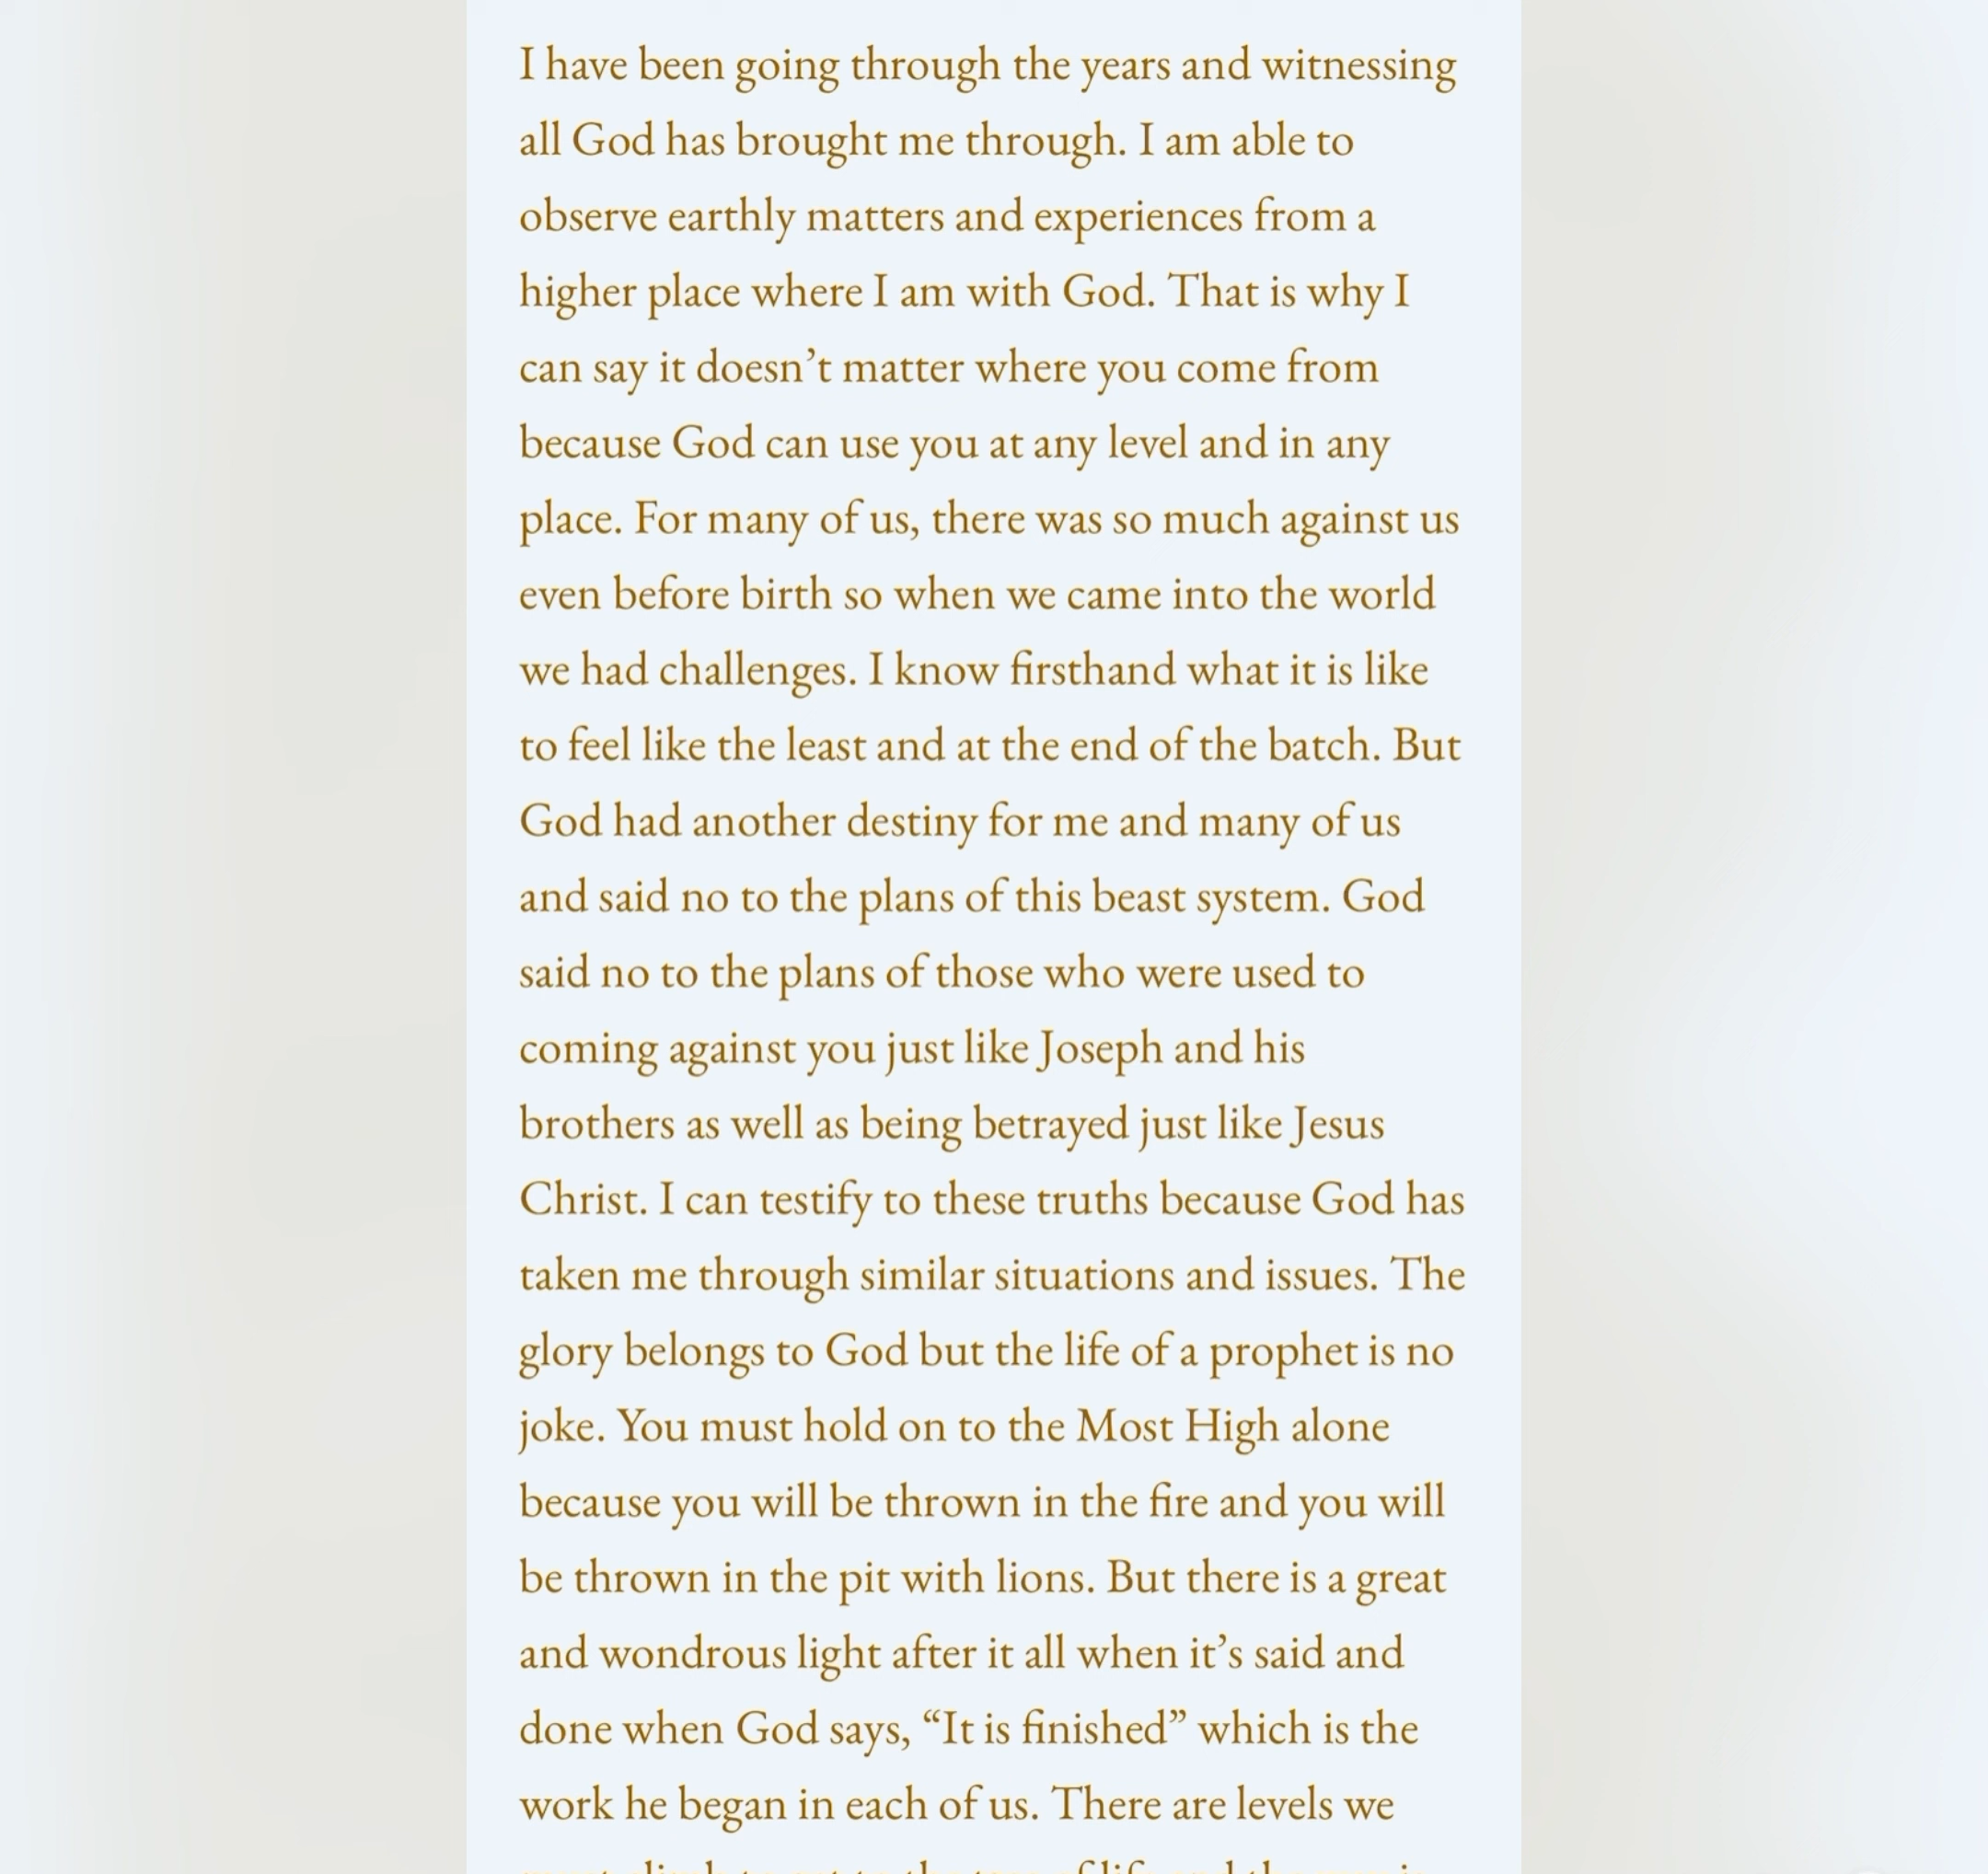 I have been going through the years and witnessing
all God has brought me through. I am able to
observe earthly matters and experiences from a
higher place where I am with God. That is why I
can say it doesn’t matter where you come from
because God can use you at any level and in any
place. For many of us, there was so much against us
even before birth so when we came into the world
we had challenges. I know firsthand what it is like
to feel like the least and at the end of the batch. But
God had another destiny for me and many of us
and said no to the plans of this beast system. God
said no to the plans of those who were used to
coming against you just like Joseph and his
brothers as well as being betrayed just like Jesus
Christ. I can testify to these truths because God has
taken me through similar situations and issues. The
glory belongs to God but the life of a prophet is no
joke. You must hold on to the Most High alone
because you will be thrown in the fire and you will
be thrown in the pit with lions. But there is a great
and wondrous light after it all when it’s said and
done when God says, “It is finished” which is the
work he began in each of us. There are levels we